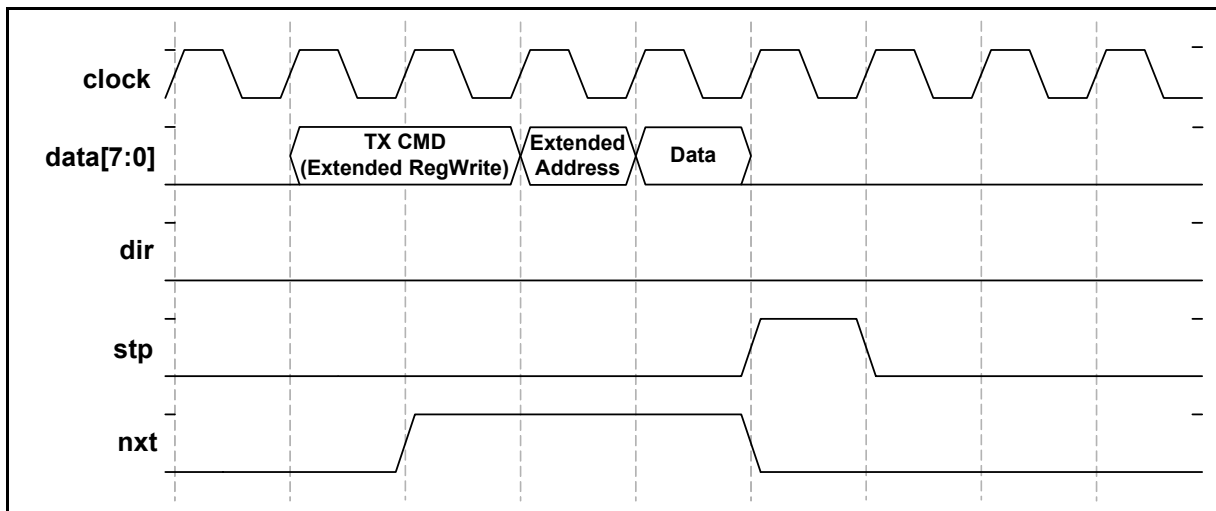 clock
data[7:0]
TX CMD
(Extended RegWrite)
Extended
Address
Data
dir
stp
nxt